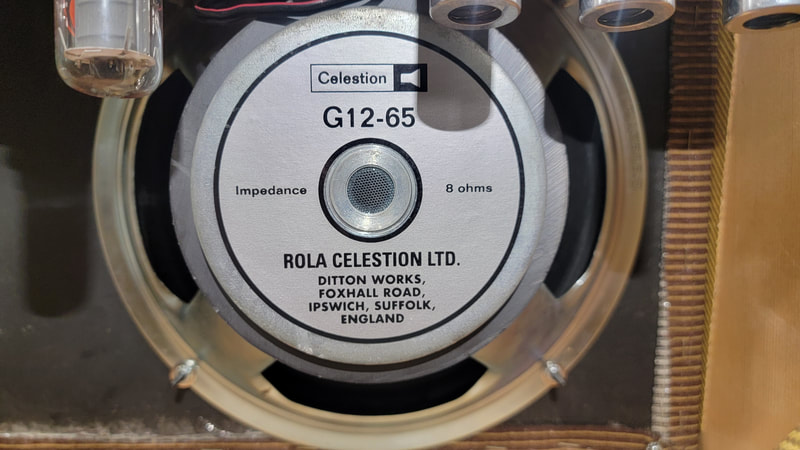 Celestion
G12-65
Impedance 8 ohms
ROLA CELESTION LTD.
DITTON WORKS,
FOXHALL ROAD,
IPSWICH, SUFFOLK,
ENGLAND